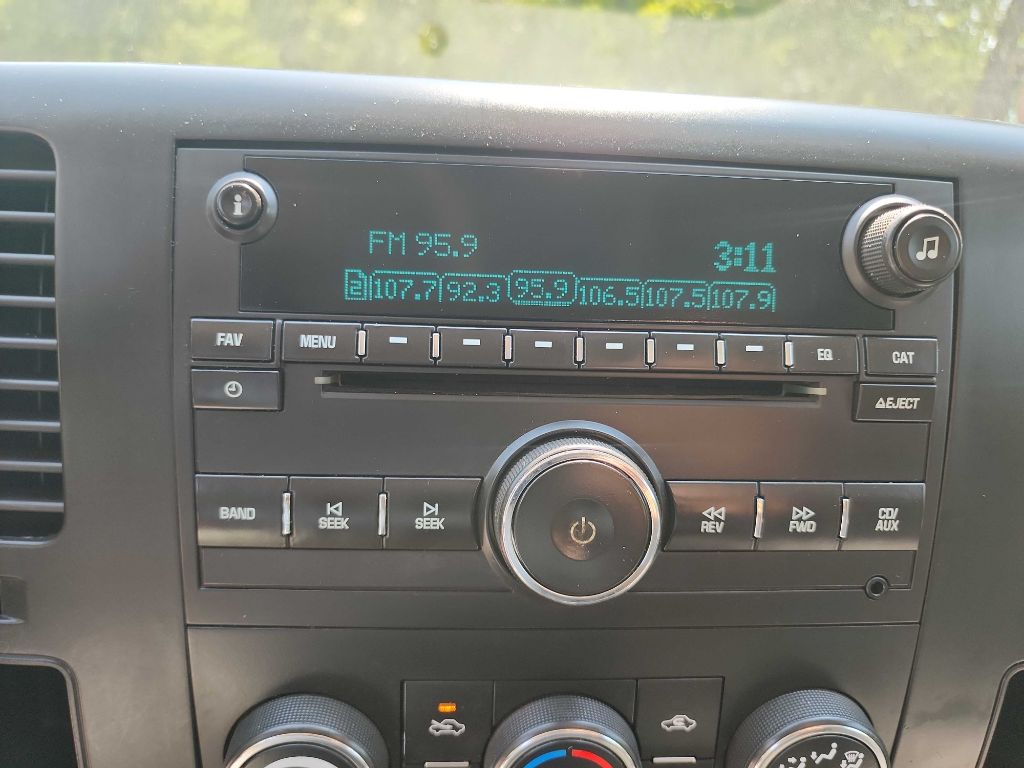 i
FM 95.9
3:11
2 107.7 92.3 95.9 106.5 107.5 107.9
FAV MENU EQ CAT
EJECT
BAND SEEK SEEK REV FWD CD/
AUX